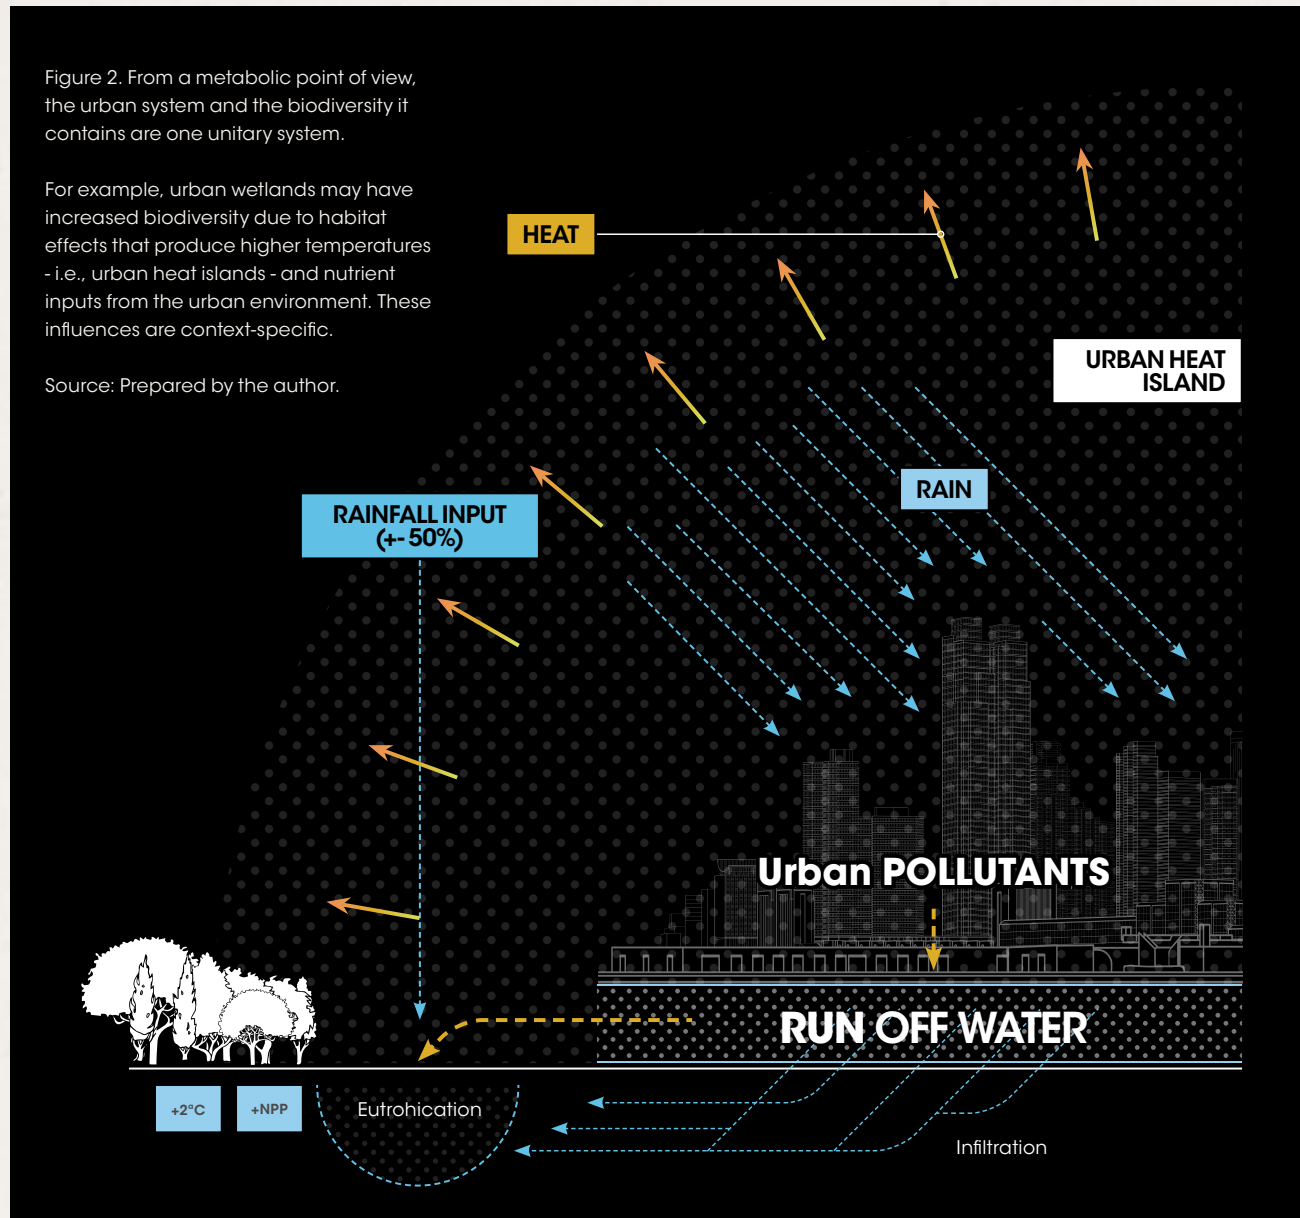 Figure 2. From a metabolic point of view,
the urban system and the biodiversity it
contains are one unitary system.
For example, urban wetlands may have
increased biodiversity due to habitat
effects that produce higher temperatures
- i.e., urban heat islands - and nutrient
inputs from the urban environment. These
influences are context-specific.
Source: Prepared by the author.
HEAT
URBAN HEAT
ISLAND
RAIN
RAINFALL INPUT
(+- 50%)
Urban POLLUTANTS
RUN OFF WATER
+2°C
+NPP
Eutrohication
Infiltration